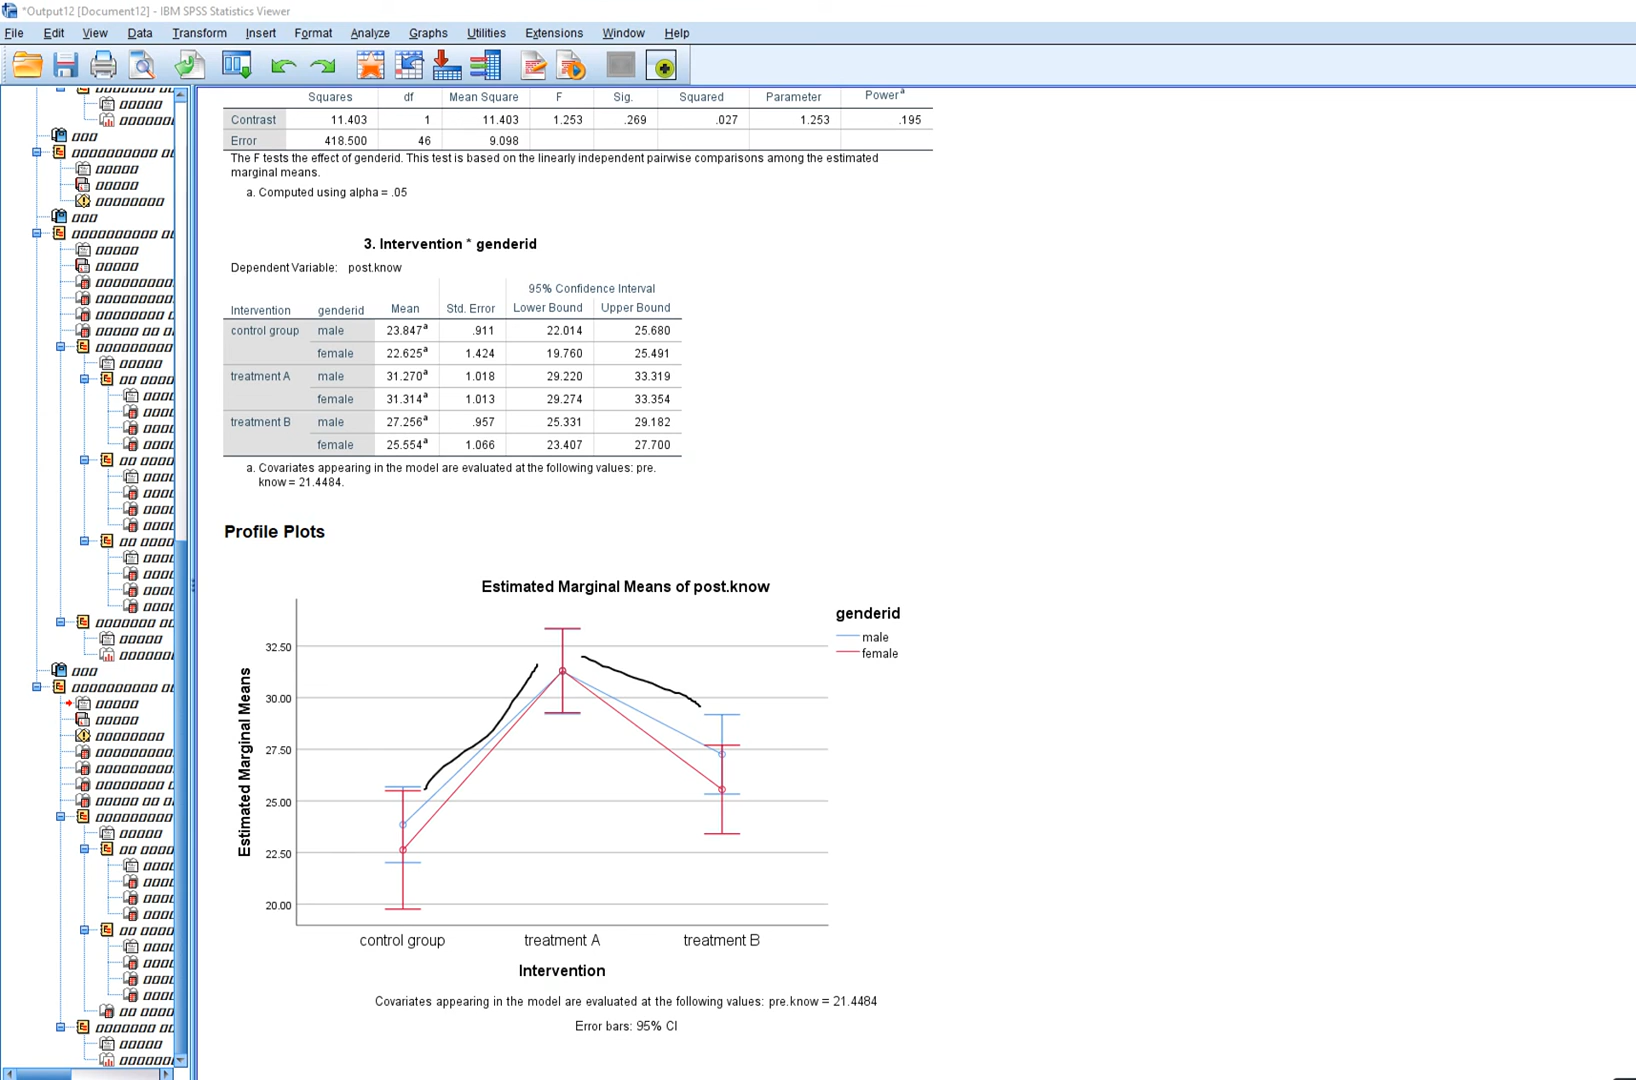 *Output12 [Document12] - IBM SPSS Statistics Viewer
File Edit View Data Transform Insert Format Analyze Graphs Utilities Extensions Window Help
Squares df Mean Square F Sig. Squared Parameter Power a
Contrast 11.403 1 11.403 1.253 .269 .027 1.253 .195
Error 418.500 46 9.098
The F tests the effect of genderid. This test is based on the linearly independent pairwise comparisons among the estimated
marginal means.
a. Computed using alpha = .05
3. Intervention * genderid
Dependent Variable: post.know
95% Confidence Interval
Intervention genderid Mean Std. Error Lower Bound Upper Bound
control group male 23.847a .911 22.014 25.680
female 22.625a 1.424 19.760 25.491
treatment A male 31.270a 1.018 29.220 33.319
female 31.314a 1.013 29.274 33.354
treatment B male 27.256a .957 25.331 29.182
female 25.554a 1.066 23.407 27.700
a. Covariates appearing in the model are evaluated at the following values: pre.
know = 21.4484.
Profile Plots
Estimated Marginal Means of post.know
genderid
male
female
Estimated Marginal Means
32.50
30.00
27.50
25.00
22.50
20.00
control group treatment A treatment B
Intervention
Covariates appearing in the model are evaluated at the following values: pre.know = 21.4484
Error bars: 95% CI